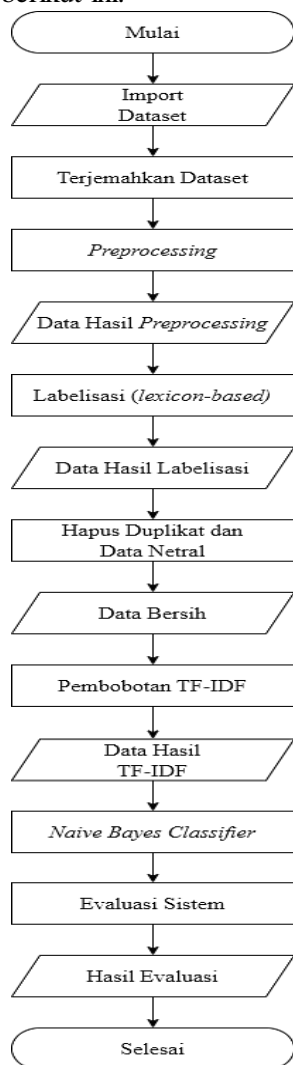 berikut ini.
Mulai
Import
Dataset
Terjemahkan Dataset
Preprocessing
Data Hasil Preprocessing
Labelisasi (lexicon-based)
Data Hasil Labelisasi
Hapus Duplikat dan
Data Netral
Data Bersih
Pembobotan TF-IDF
Data Hasil
TF-IDF
Naive Bayes Classifier
Evaluasi Sistem
Hasil Evaluasi
Selesai